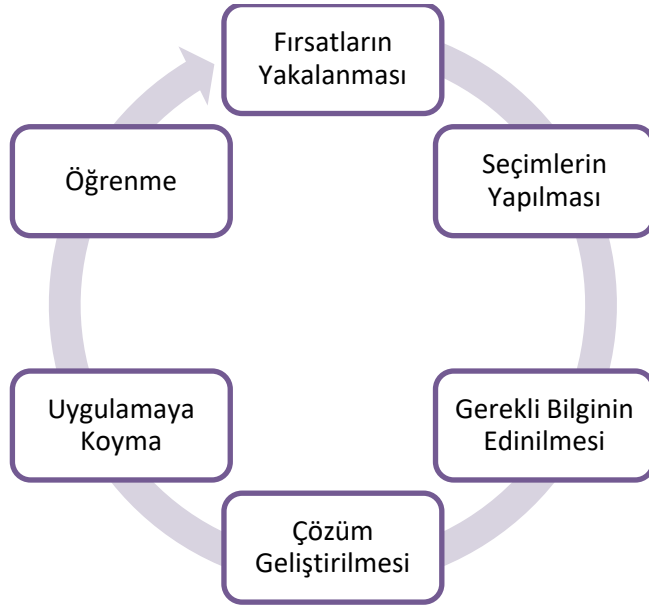 Fırsatların
Yakalanması
Seçimlerin
Yapılması
Gerekli Bilginin
Edinilmesi
Çözüm
Geliştirilmesi
Uygulamaya
Koyma
Öğrenme